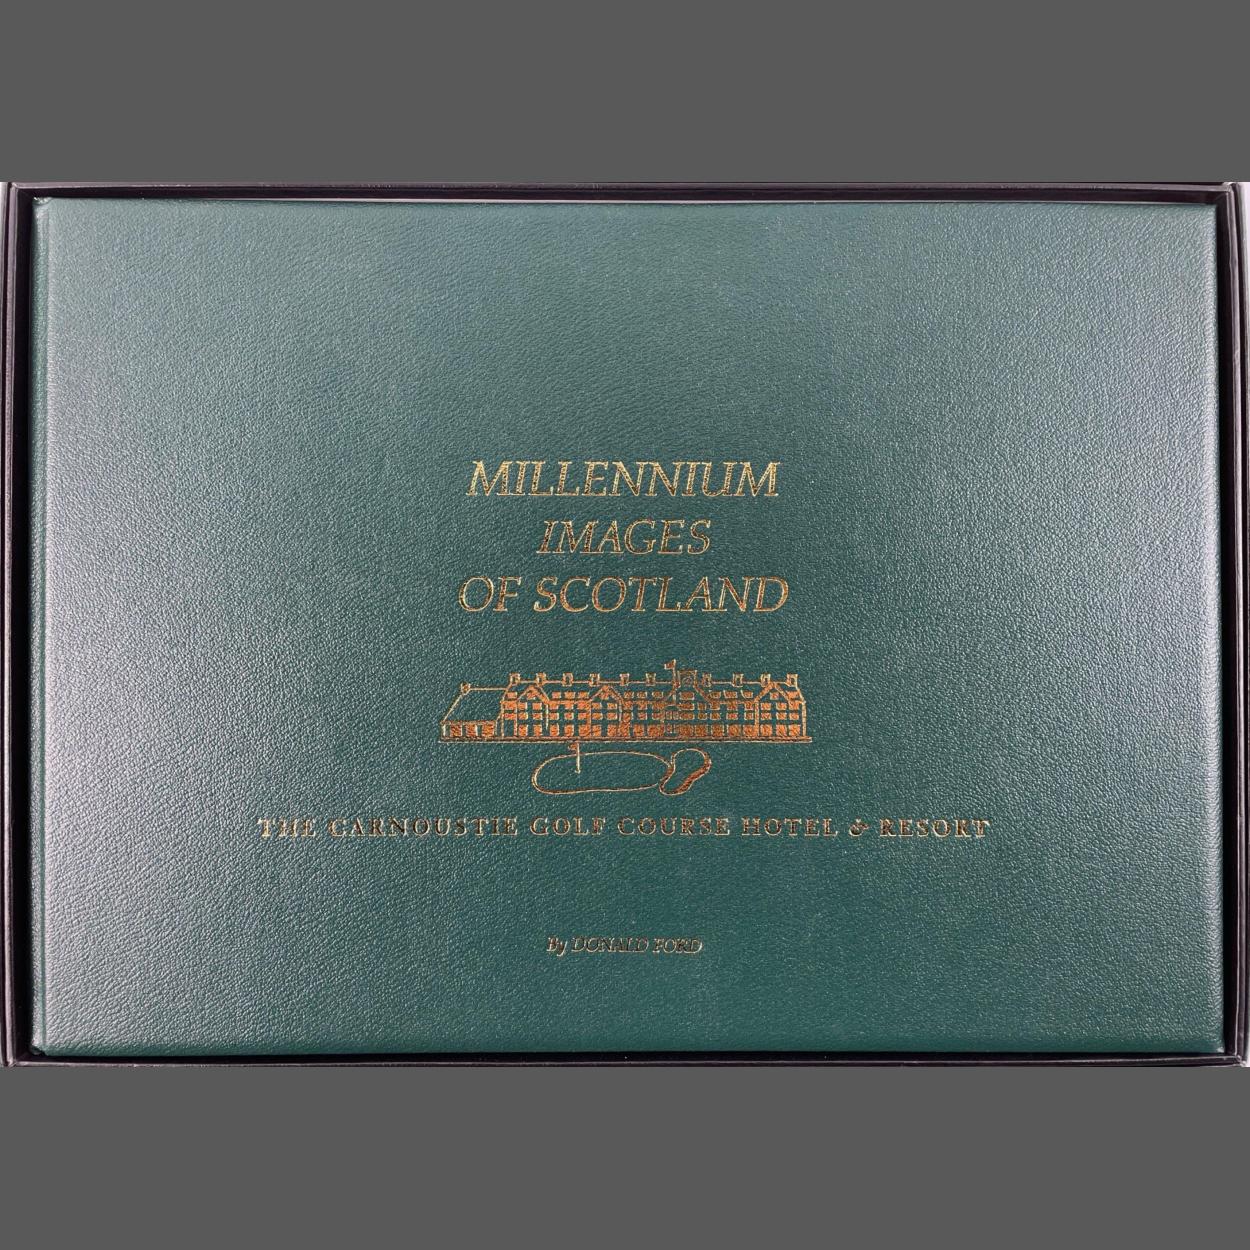 MILLENNIUM
IMAGES
OF SCOTLAND
THE CARNOUSTIE GOLF COURSE HOTEL & RESORT
By DONALD FORD